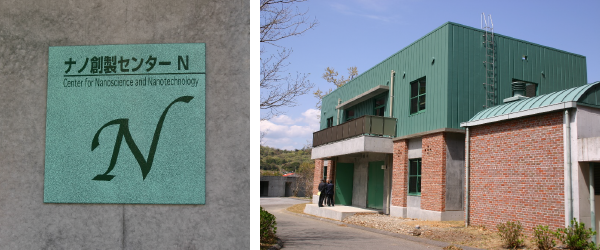 ナノ創製センター N
Center for Nanoscience and Nanotechnology
N